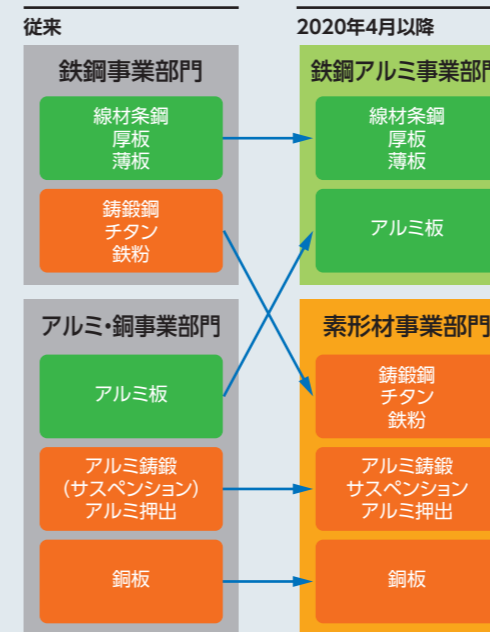 従来
鉄鋼事業部門
線材条鋼
厚板
薄板
鋳鍛鋼
チタン
鉄粉
アルミ・銅事業部門
アルミ板
アルミ鋳鍛
(サスペンション)
アルミ押出
銅板
2020年4月以降
鉄鋼アルミ事業部門
線材条鋼
厚板
薄板
アルミ板
素形材事業部門
鋳鍛鋼
チタン
鉄粉
アルミ鋳鍛
サスペンション
アルミ押出
銅板